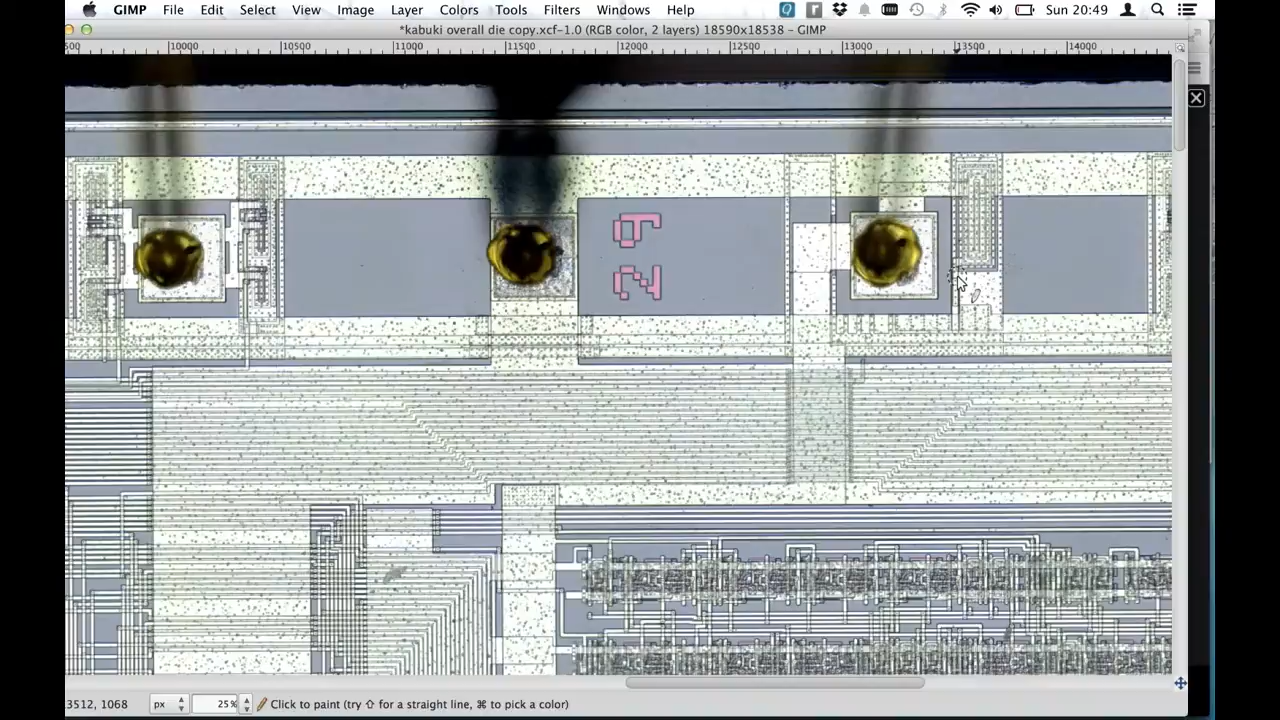 GIMP File Edit Select View Image Layer Colors Tools Filters Windows Help Sun 20:49
*kabuki overall die copy.xcf-1.0 (RGB color, 2 layers) 18590x18538 – GIMP
500 10000 10500 11000 11500 12000 12500 13000 13500 14000
3512, 1068 px 25% Click to paint (try ⇧ for a straight line, ⌘ to pick a color)